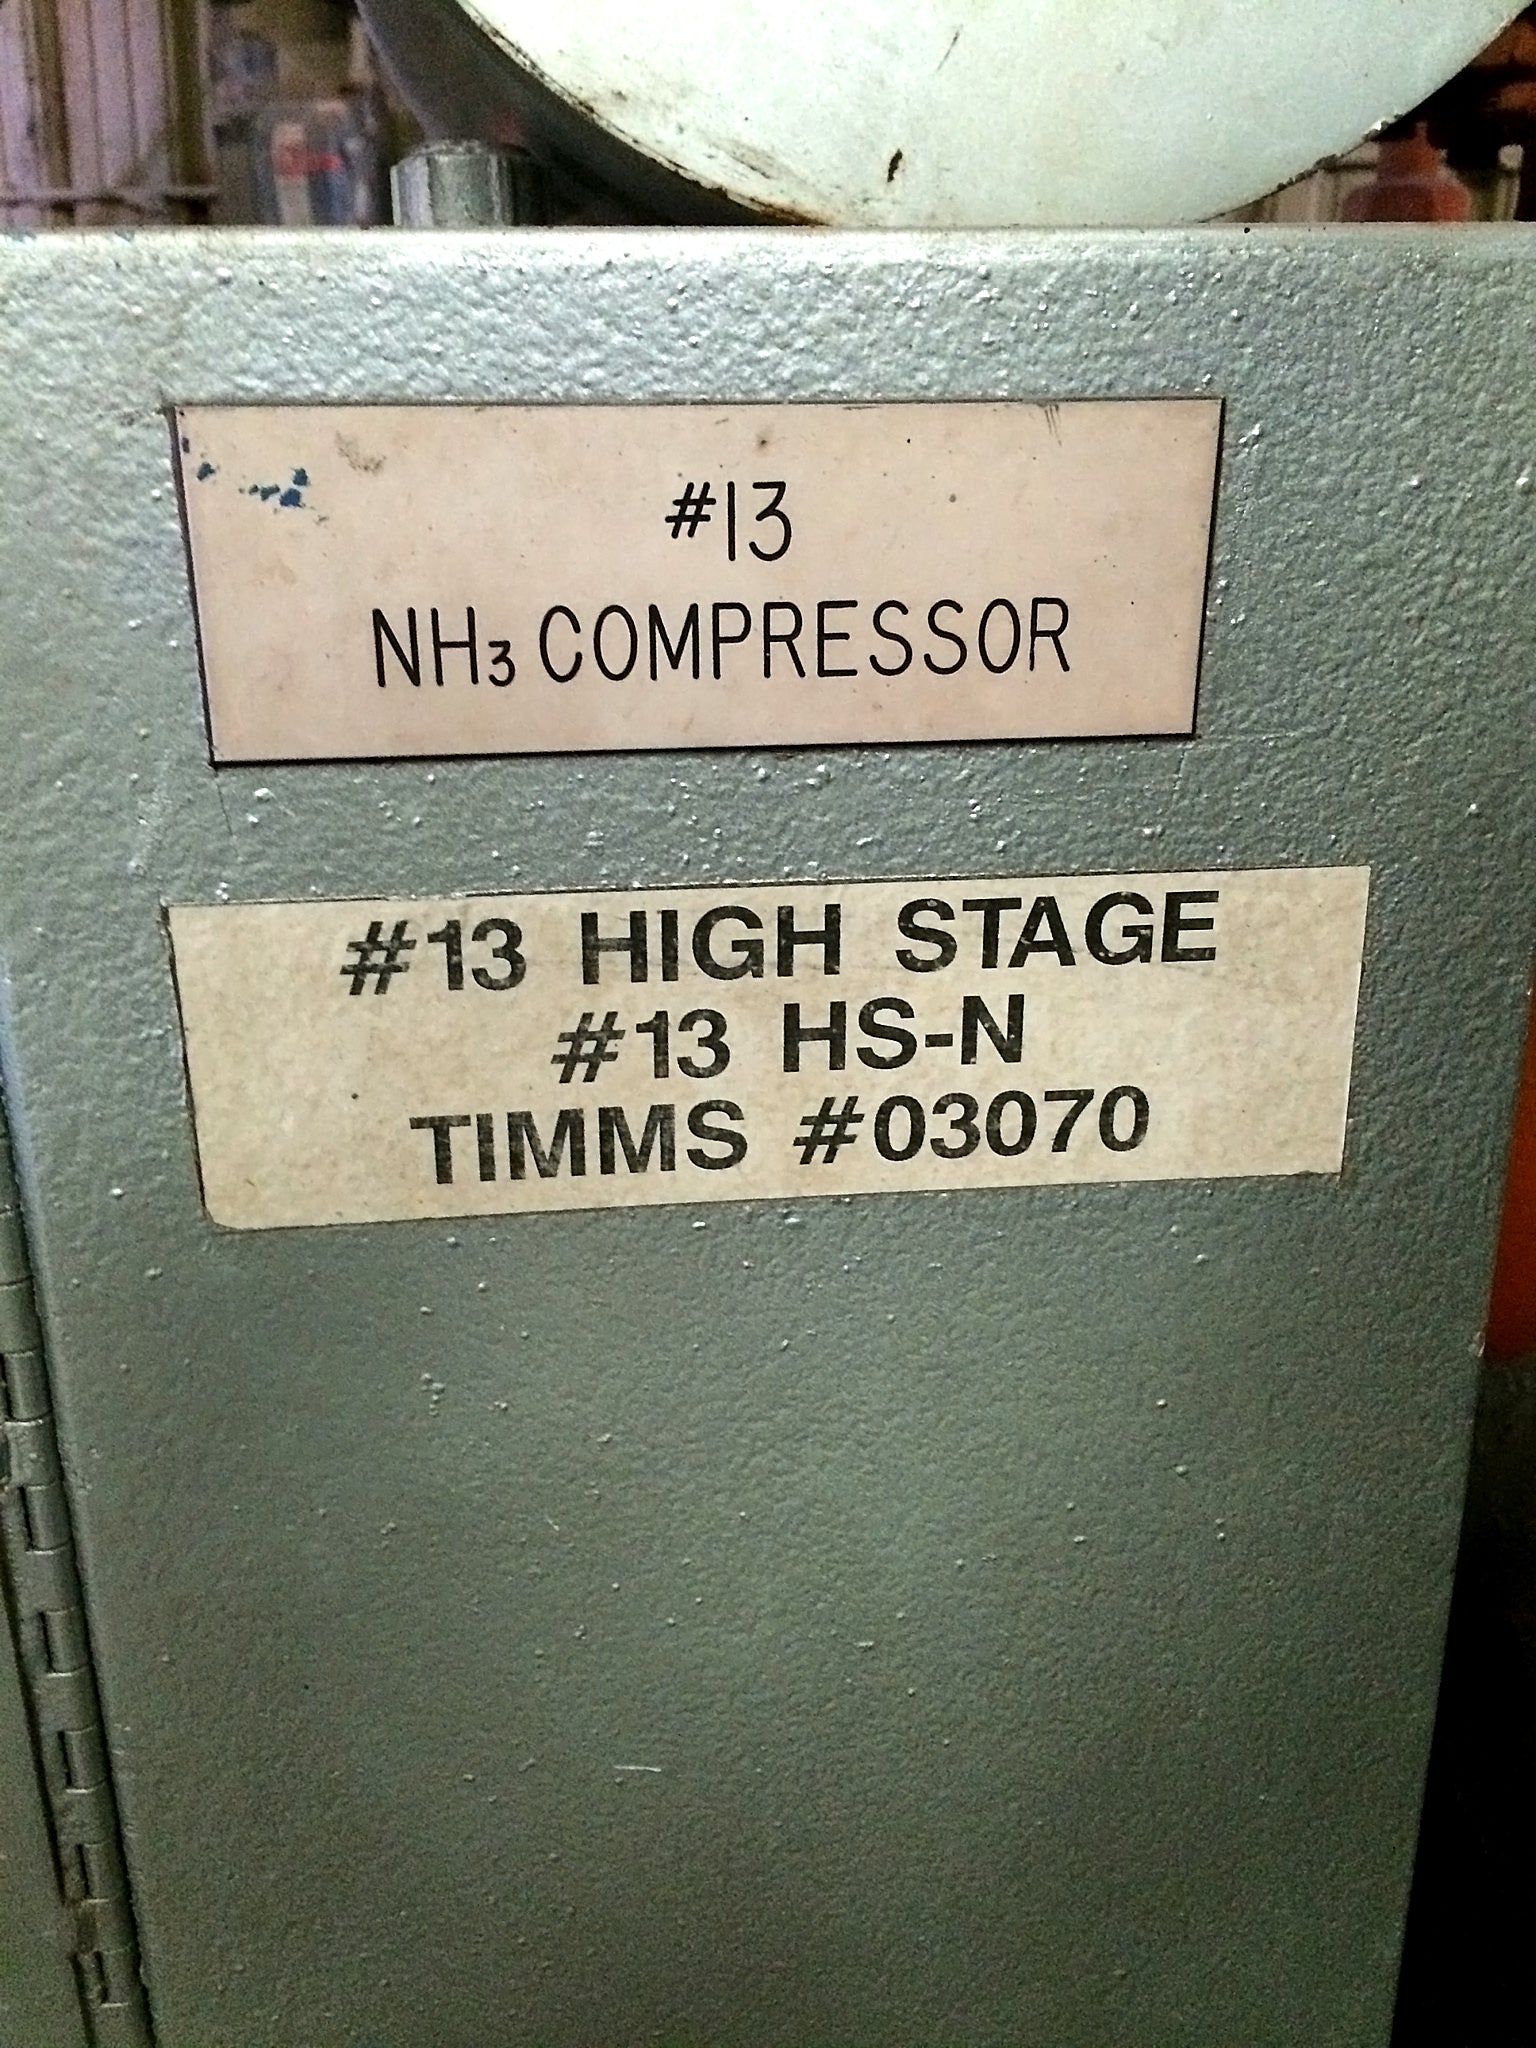 #13
NH₃ COMPRESSOR
#13 HIGH STAGE
#13 HS-N
TIMMS #03070